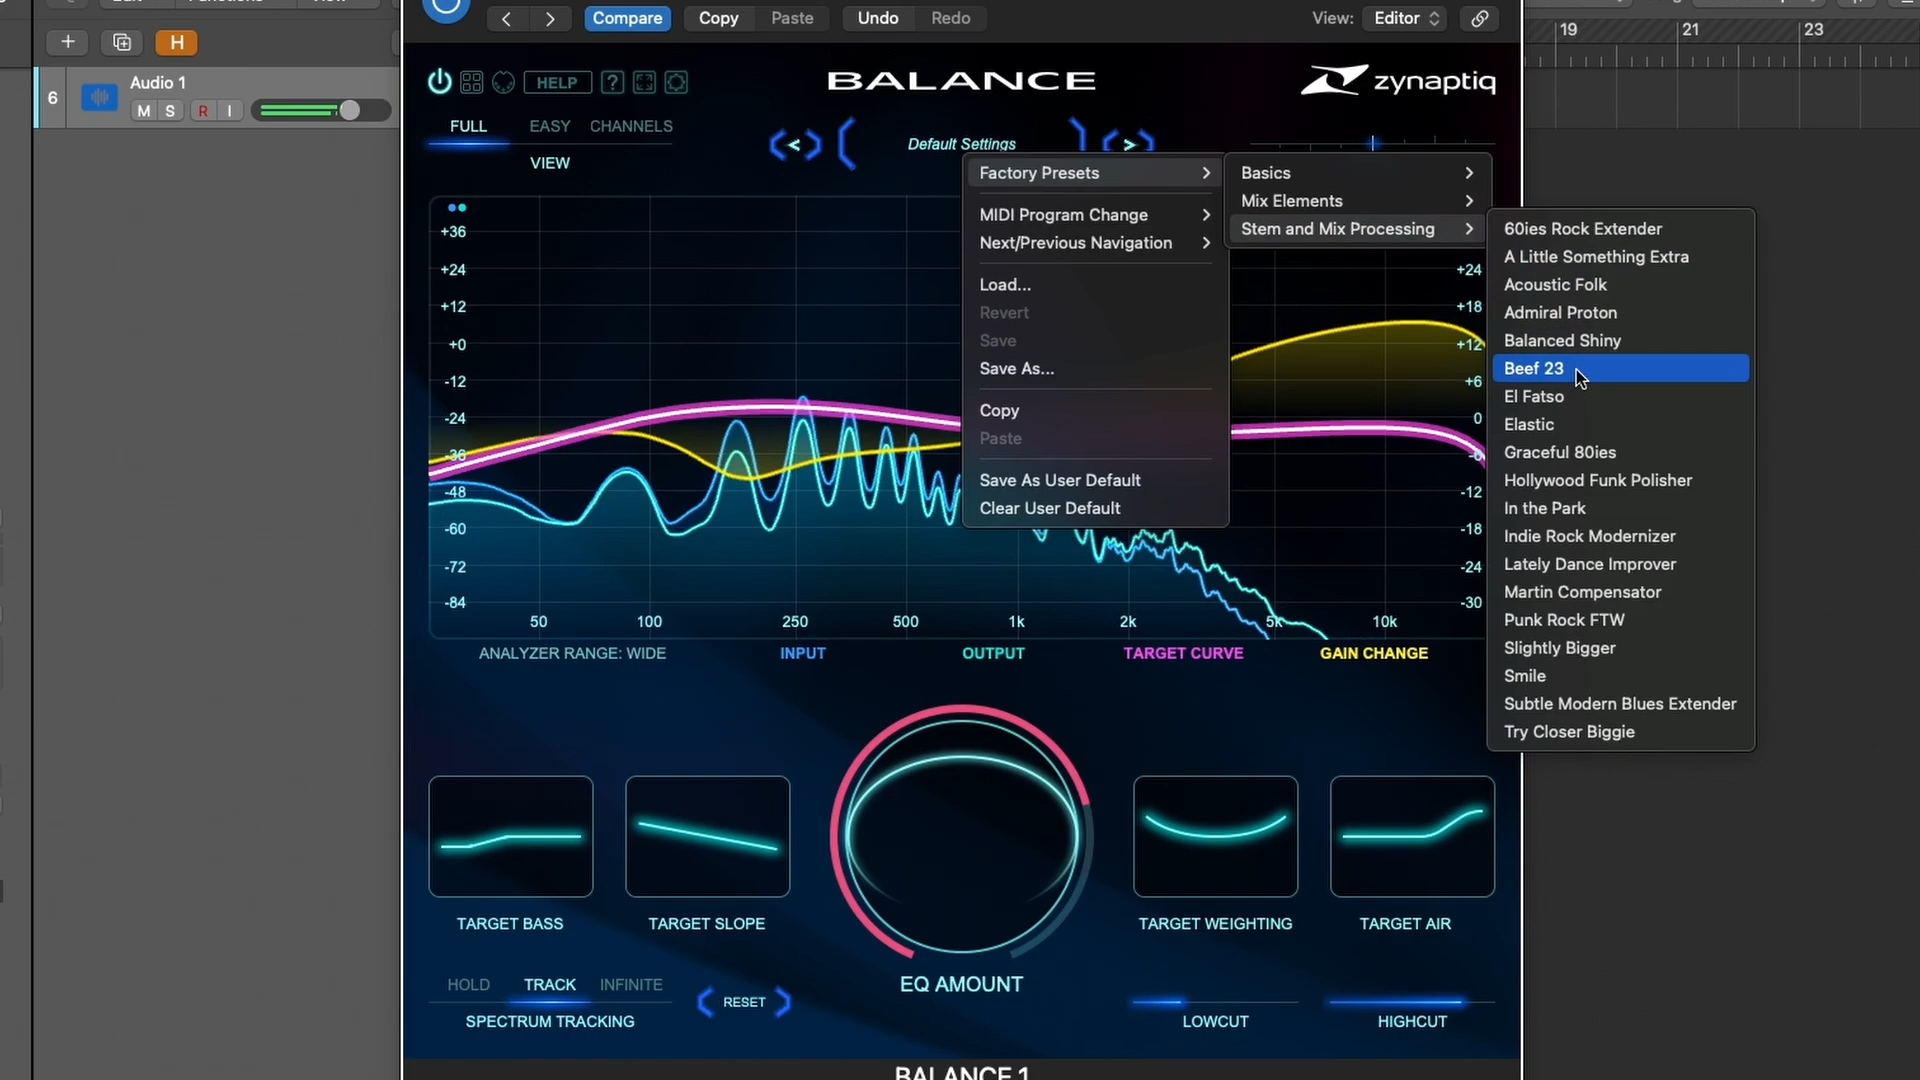 Compare Copy Paste Undo Redo View: Editor
19 21 23
H
6 Audio 1
M S R I
HELP ? BALANCE zynaptiq
FULL EASY CHANNELS
VIEW
< Default Settings >
Factory Presets
MIDI Program Change
Next/Previous Navigation
Load...
Revert
Save
Save As...
Copy
Paste
Save As User Default
Clear User Default
Basics
Mix Elements
Stem and Mix Processing
60ies Rock Extender
A Little Something Extra
Acoustic Folk
Admiral Proton
Balanced Shiny
Beef 23
El Fatso
Elastic
Graceful 80ies
Hollywood Funk Polisher
In the Park
Indie Rock Modernizer
Lately Dance Improver
Martin Compensator
Punk Rock FTW
Slightly Bigger
Smile
Subtle Modern Blues Extender
Try Closer Biggie
+36
+24
+12
+0
-12
-24
-36
-48
-60
-72
-84
+24
+18
+12
+6
0
-6
-12
-18
-24
-30
50 100 250 500 1k 2k 5k 10k
ANALYZER RANGE: WIDE INPUT OUTPUT TARGET CURVE GAIN CHANGE
TARGET BASS TARGET SLOPE TARGET WEIGHTING TARGET AIR
EQ AMOUNT
HOLD TRACK INFINITE
RESET
SPECTRUM TRACKING LOWCUT HIGHCUT
BALANCE 1